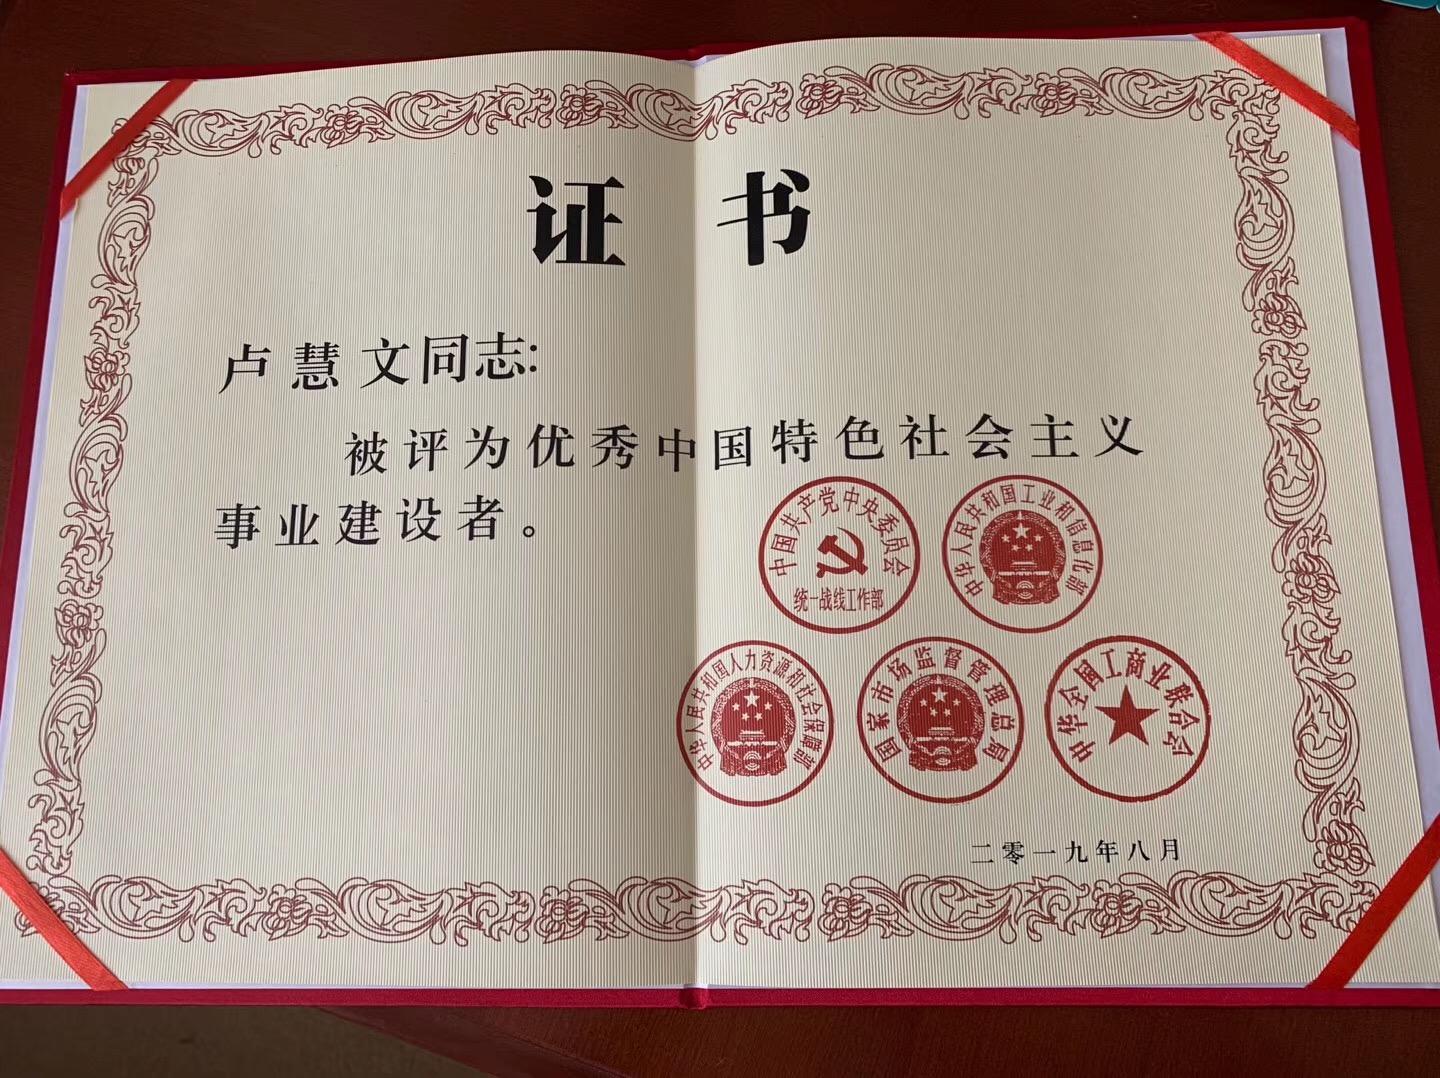 证书
卢慧文同志:
被评为优秀中国特色社会主义
事业建设者。
中国共产党中央委员会
统一战线工作部
中华人民共和国工业和信息化部
中华人民共和国人力资源和社会保障部
国家市场监督管理总局
中华全国工商业联合会
二零一九年八月